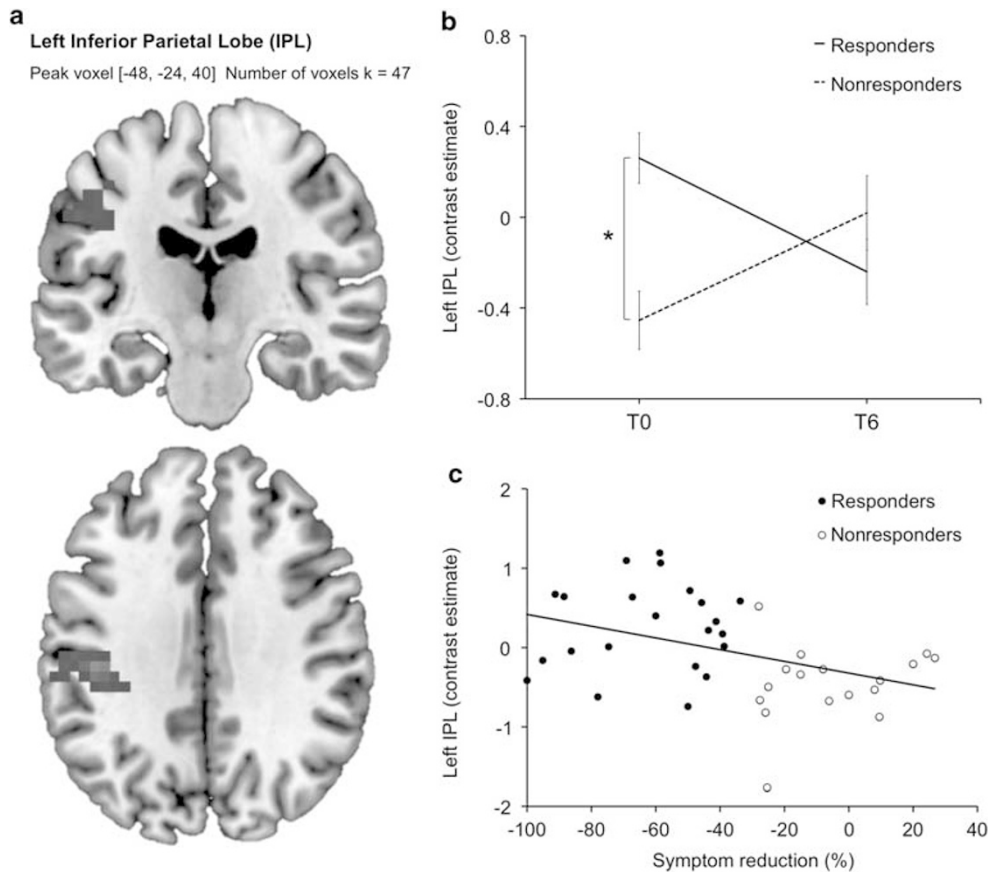 a
Left Inferior Parietal Lobe (IPL)
Peak voxel [-48, -24, 40]  Number of voxels k = 47
b
Left IPL (contrast estimate)
0.8
0.4
0
-0.4
-0.8
*
T0
T6
Responders
Nonresponders
c
Left IPL (contrast estimate)
2
1
0
-1
-2
-100
-80
-60
-40
-20
0
20
40
Symptom reduction (%)
Responders
Nonresponders